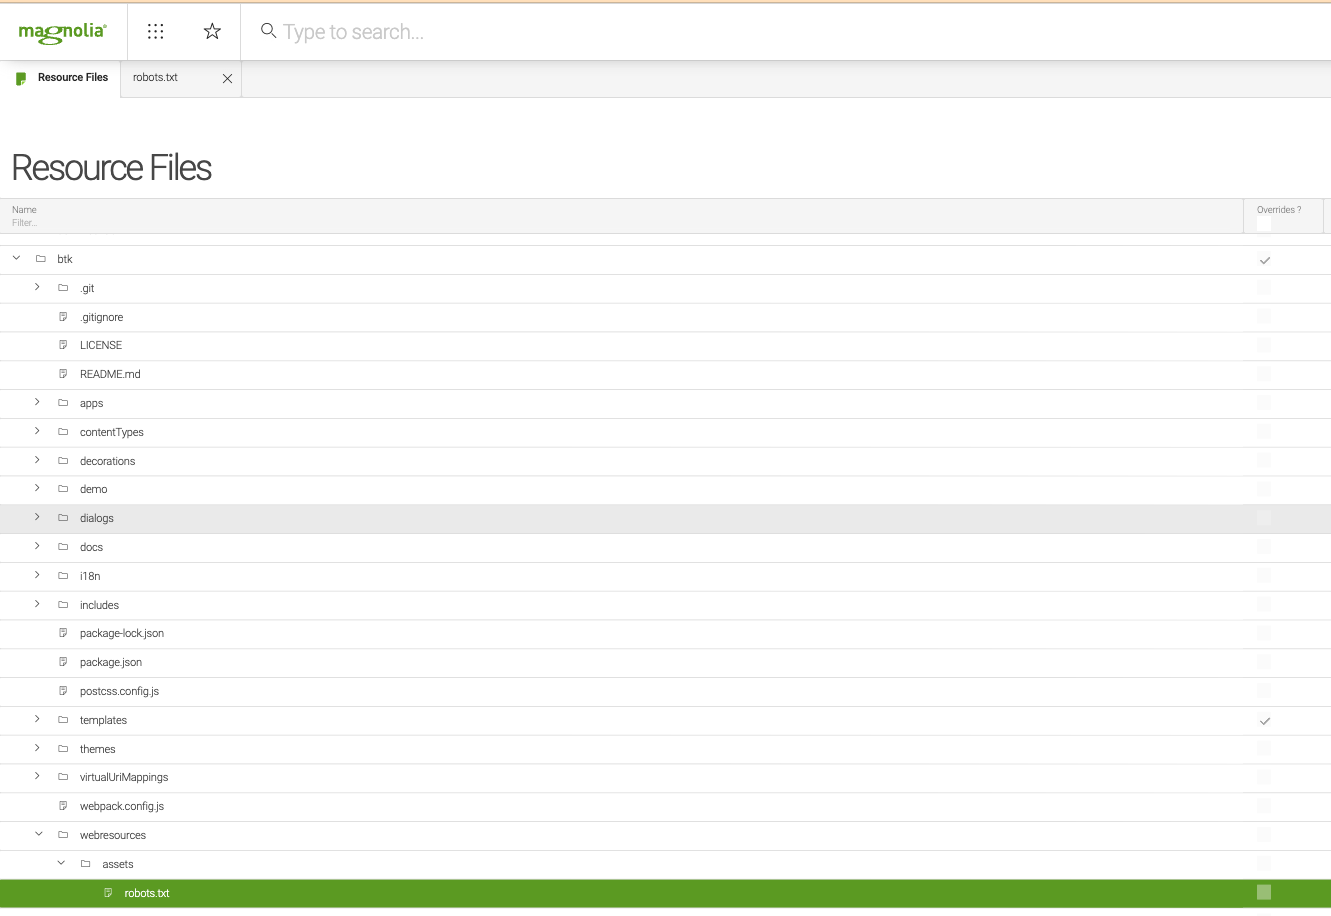 magnolia®
Type to search...
Resource Files
robots.txt
Resource Files
Name
Overrides ?
Filter...
btk
.git
.gitignore
LICENSE
README.md
apps
contentTypes
decorations
demo
dialogs
docs
i18n
includes
package-lock.json
package.json
postcss.config.js
templates
themes
virtualUriMappings
webpack.config.js
webresources
assets
robots.txt